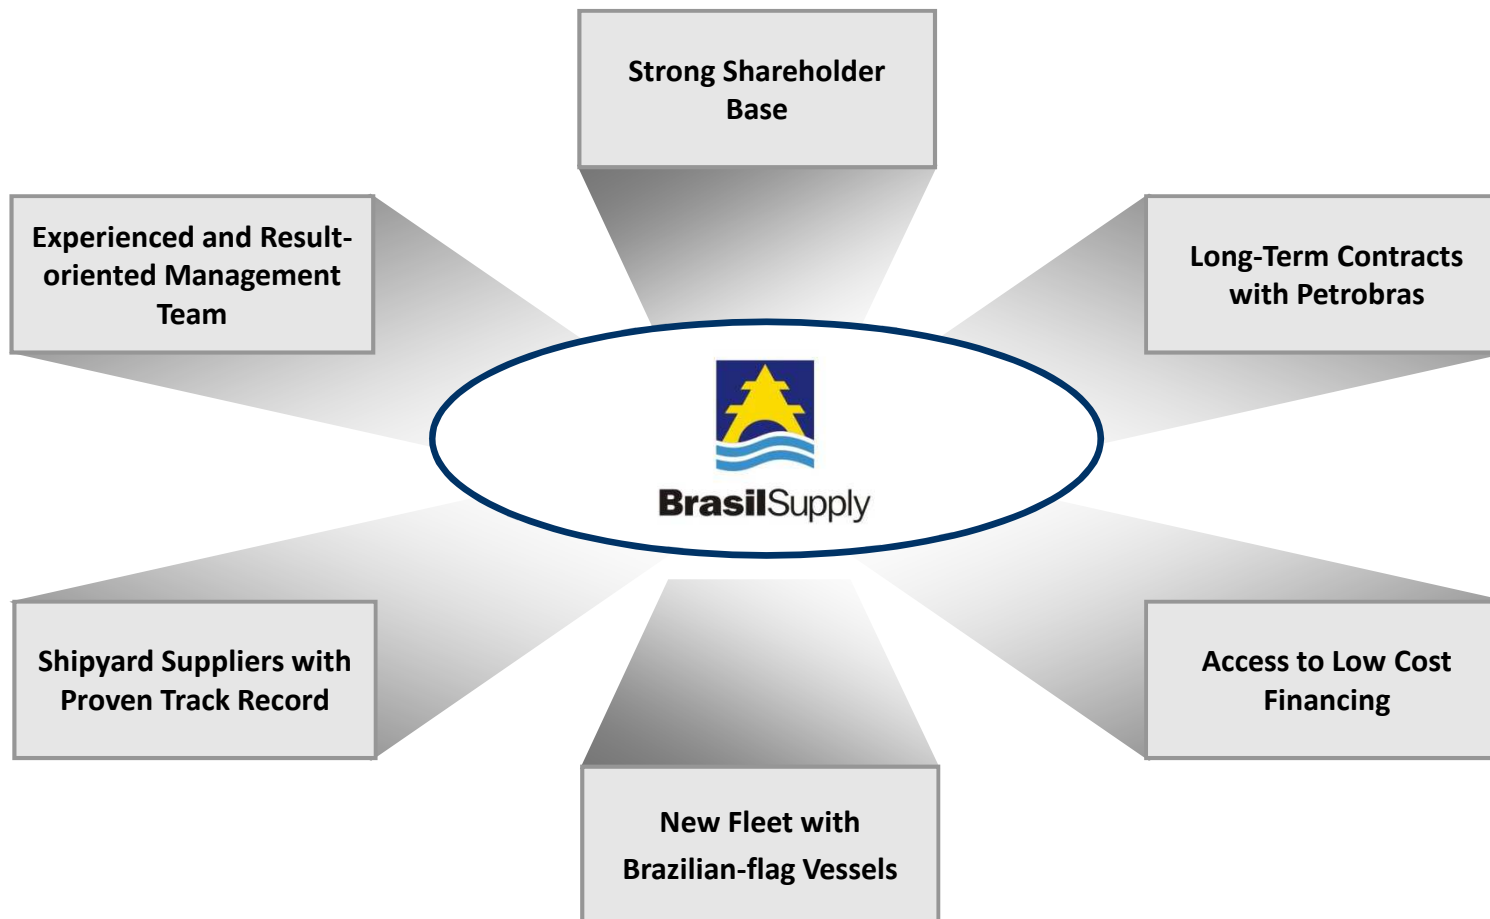 Strong Shareholder
Base
Experienced and Result-
oriented Management
Team
Long-Term Contracts
with Petrobras
BrasilSupply
Shipyard Suppliers with
Proven Track Record
Access to Low Cost
Financing
New Fleet with
Brazilian-flag Vessels